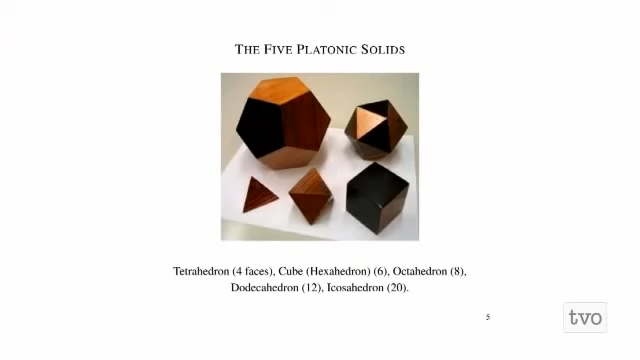 THE FIVE PLATONIC SOLIDS
Tetrahedron (4 faces), Cube (Hexahedron) (6), Octahedron (8),
Dodecahedron (12), Icosahedron (20).
5
tvo